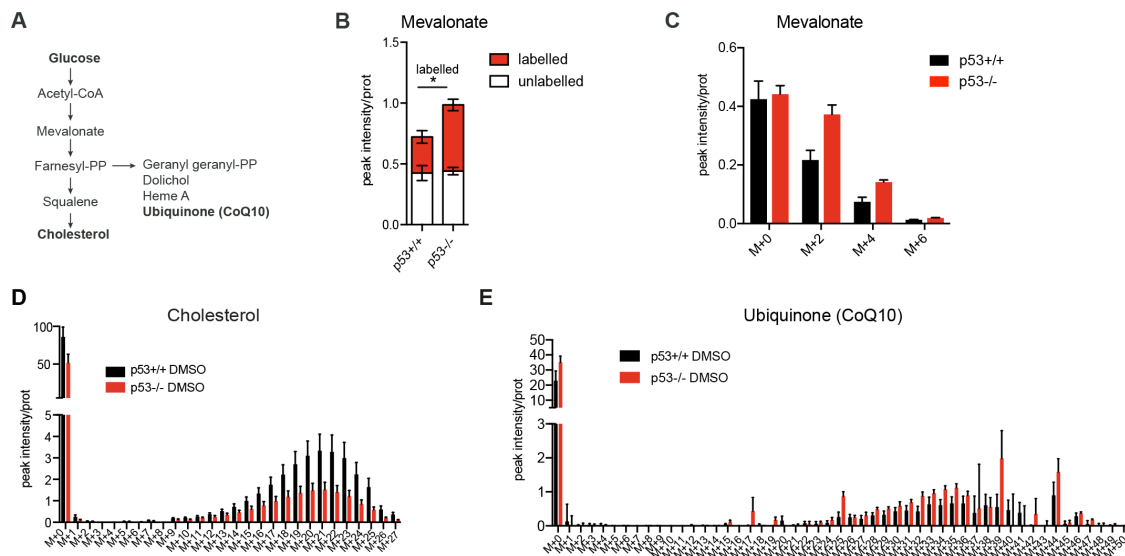 A
Glucose
Acetyl-CoA
Mevalonate
Farnesyl-PP
Geranyl geranyl-PP
Dolichol
Heme A
Ubiquinone (CoQ10)
Squalene
Cholesterol
B
Mevalonate
peak intensity/prot
1.5
1.0
0.5
0.0
labelled
*
labelled
unlabelled
p53+/+
p53-/-
C
Mevalonate
peak intensity/prot
0.6
0.4
0.2
0.0
p53+/+
p53-/-
M+0
M+2
M+4
M+6
D
Cholesterol
peak intensity/prot
100
50
5
4
3
2
1
0
p53+/+ DMSO
p53-/- DMSO
M+0
M+1
M+2
M+3
M+4
M+5
M+6
M+7
M+8
M+9
M+10
M+11
M+12
M+13
M+14
M+15
M+16
M+17
M+18
M+19
M+20
M+21
M+22
M+23
M+24
M+25
M+26
M+27
E
Ubiquinone (CoQ10)
peak intensity/prot
50
40
30
20
10
3
2
1
0
p53+/+ DMSO
p53-/- DMSO
M+0
M+1
M+2
M+3
M+4
M+5
M+6
M+7
M+8
M+9
M+10
M+11
M+12
M+13
M+14
M+15
M+16
M+17
M+18
M+19
M+20
M+21
M+22
M+23
M+24
M+25
M+26
M+27
M+28
M+29
M+30
M+31
M+32
M+33
M+34
M+35
M+36
M+37
M+38
M+39
M+40
M+41
M+42
M+43
M+44
M+45
M+46
M+47
M+48
M+49
M+50